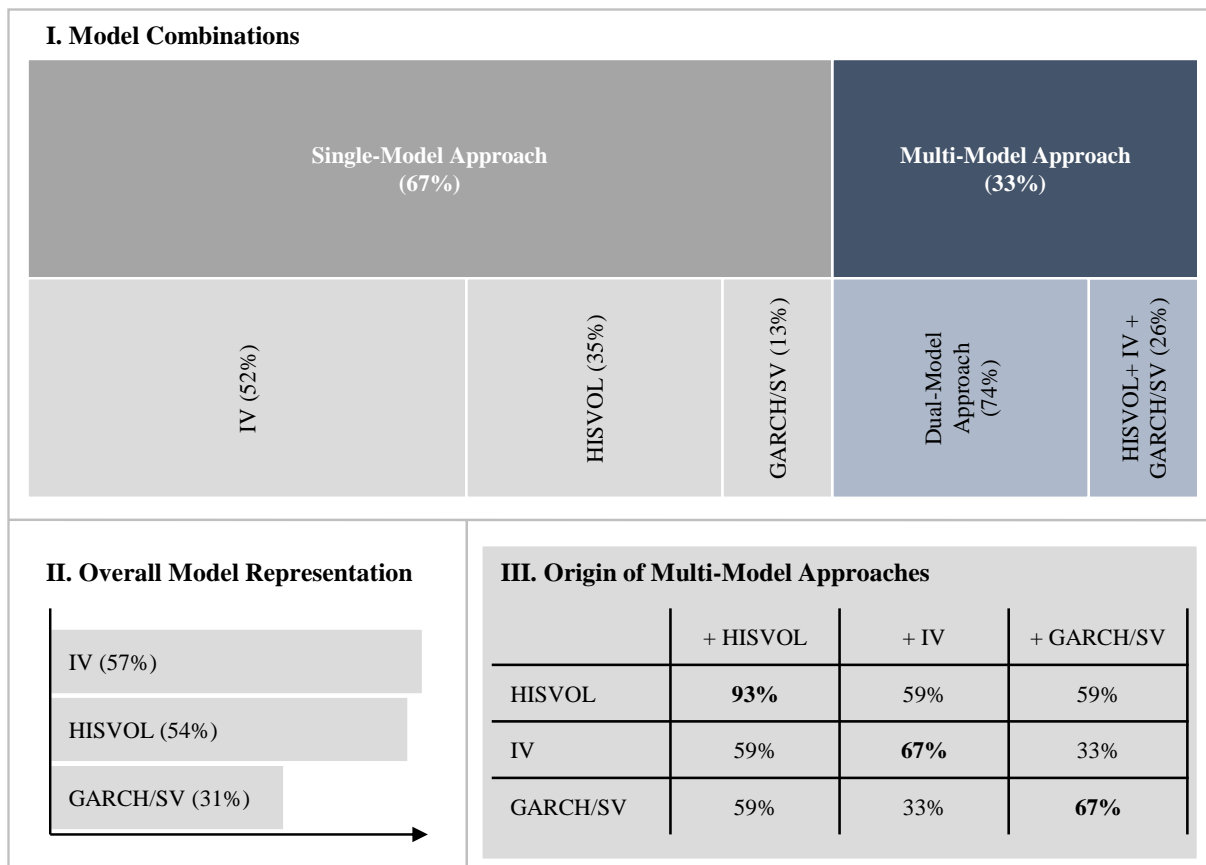 I. Model Combinations
Single-Model Approach
(67%)
Multi-Model Approach
(33%)
IV (52%)
HISVOL (35%)
GARCH/SV (13%)
Dual-Model
Approach
(74%)
HISVOL+ IV +
GARCH/SV (26%)
II. Overall Model Representation
IV (57%)
HISVOL (54%)
GARCH/SV (31%)
III. Origin of Multi-Model Approaches
+ HISVOL + IV + GARCH/SV
HISVOL 93% 59% 59%
IV 59% 67% 33%
GARCH/SV 59% 33% 67%